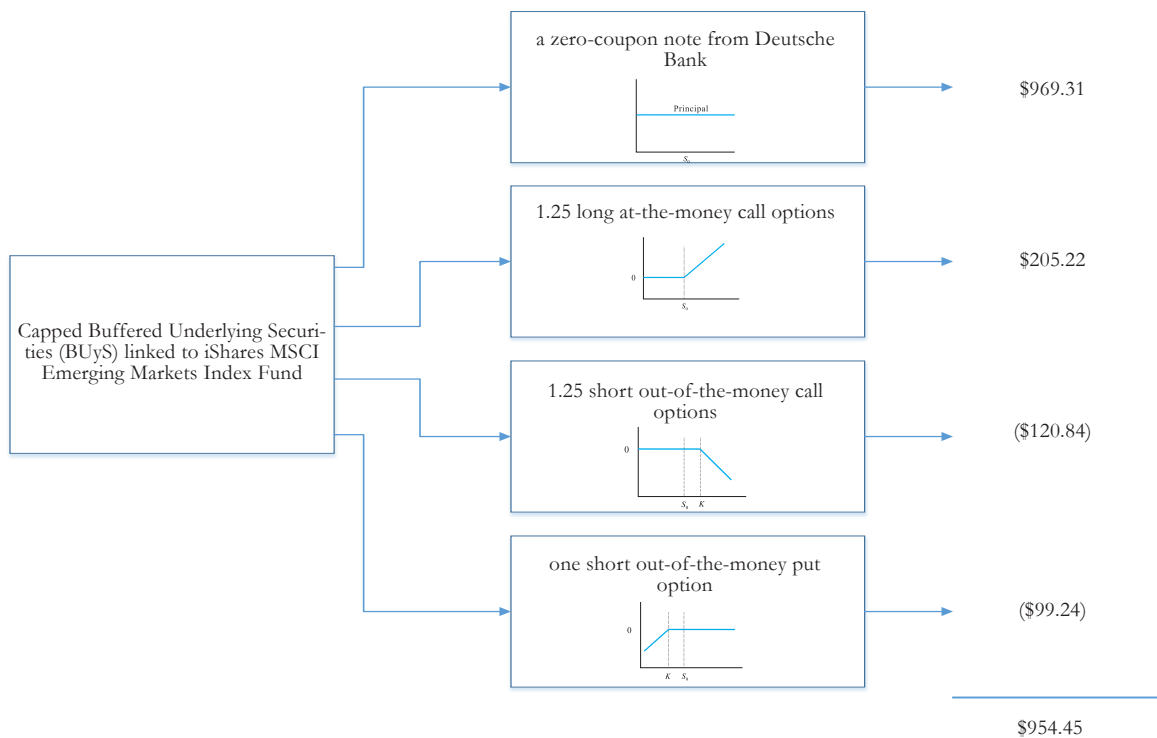 a zero-coupon note from Deutsche
Bank
Principal
S₀
$969.31
1.25 long at-the-money call options
0
S₀
$205.22
Capped Buffered Underlying Securi-
ties (BUyS) linked to iShares MSCI
Emerging Markets Index Fund
1.25 short out-of-the-money call
options
0
S₀ K
($120.84)
one short out-of-the-money put
option
0
K S₀
($99.24)
$954.45